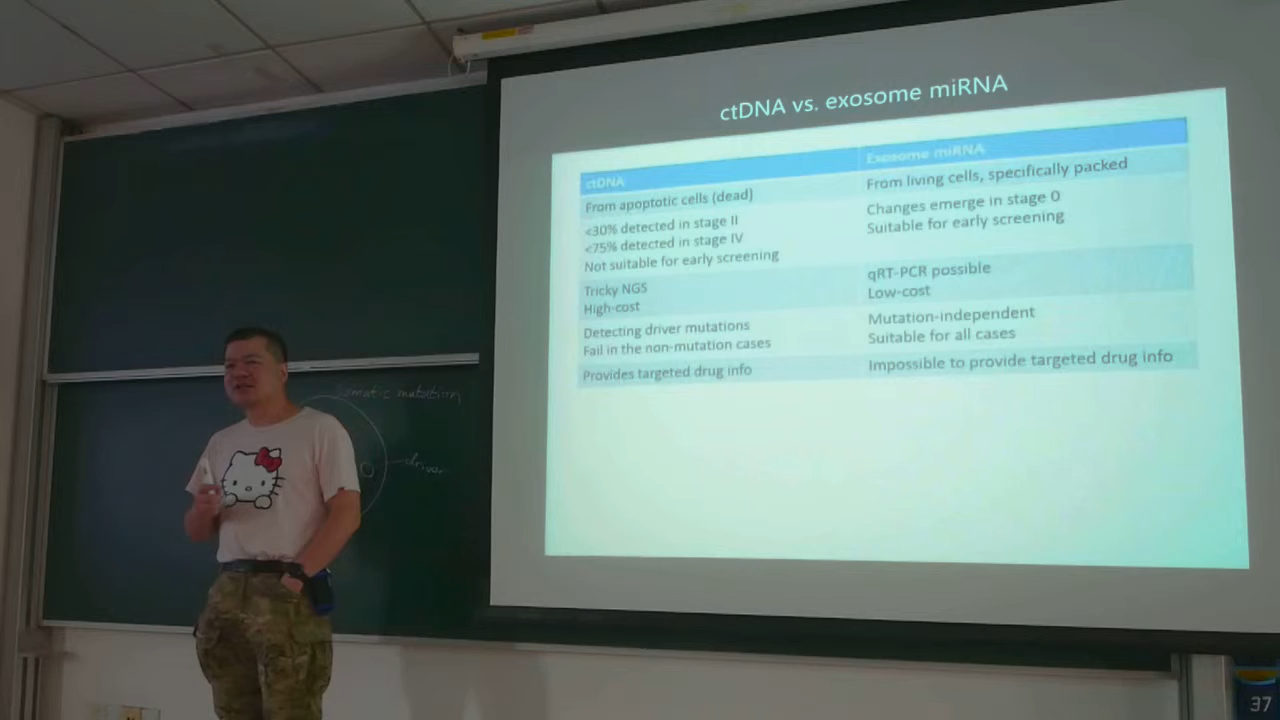 ctDNA vs. exosome miRNA
ctDNA
Exosome miRNA
From apoptotic cells (dead)
From living cells, specifically packed
<30% detected in stage II
<75% detected in stage IV
Not suitable for early screening
Changes emerge in stage 0
Suitable for early screening
Tricky NGS
High-cost
qRT-PCR possible
Low-cost
Detecting driver mutations
Fail in the non-mutation cases
Mutation-independent
Suitable for all cases
Provides targeted drug info
Impossible to provide targeted drug info
Somatic mutation
driver
37